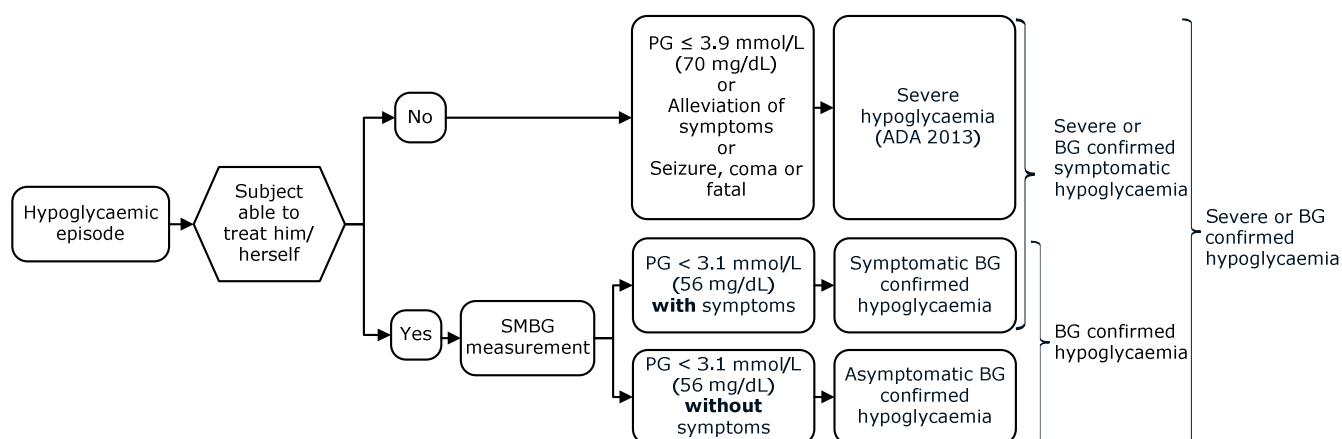 Hypoglycaemic
episode
Subject
able to
treat him/
herself
No
PG ≤ 3.9 mmol/L
(70 mg/dL)
or
Alleviation of
symptoms
or
Seizure, coma or
fatal
Severe
hypoglycaemia
(ADA 2013)
Yes
SMBG
measurement
PG < 3.1 mmol/L
(56 mg/dL)
with symptoms
Symptomatic BG
confirmed
hypoglycaemia
PG < 3.1 mmol/L
(56 mg/dL)
without
symptoms
Asymptomatic BG
confirmed
hypoglycaemia
Severe or
BG confirmed
symptomatic
hypoglycaemia
BG confirmed
hypoglycaemia
Severe or BG
confirmed
hypoglycaemia